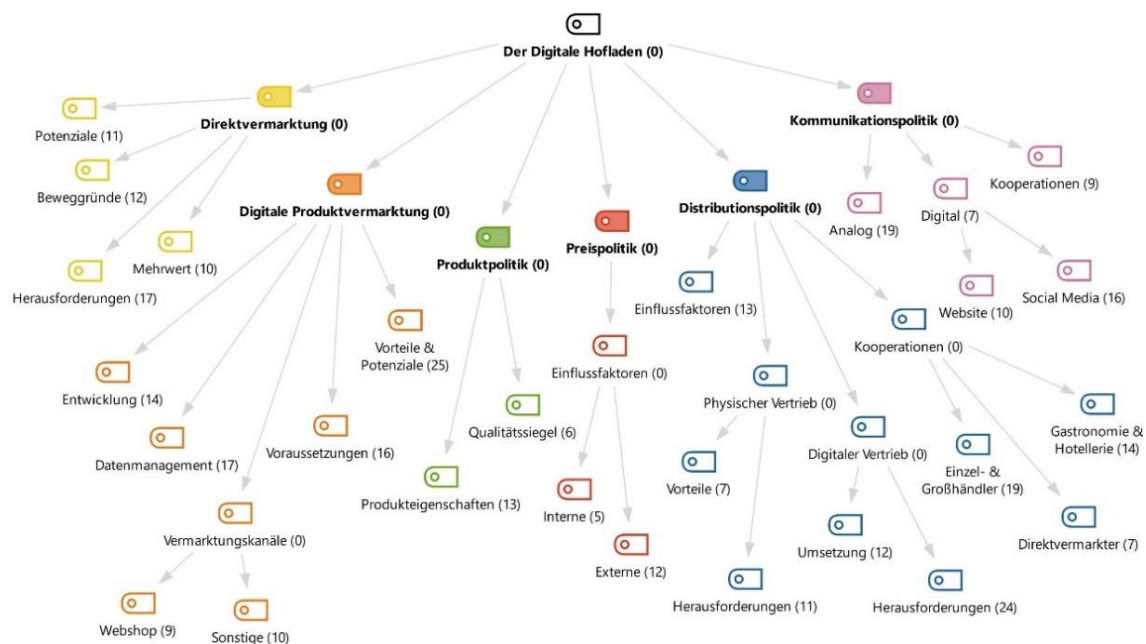 Der Digitale Hofladen (0)
Direktvermarktung (0)
Kommunikationspolitik (0)
Potenziale (11)
Beweggründe (12)
Mehrwert (10)
Herausforderungen (17)
Digitale Produktvermarktung (0)
Produktpolitik (0)
Preispolitik (0)
Distributionspolitik (0)
Analog (19)
Digital (7)
Kooperationen (9)
Website (10)
Social Media (16)
Entwicklung (14)
Datenmanagement (17)
Voraussetzungen (16)
Vorteile &
Potenziale (25)
Vermarktungskanäle (0)
Webshop (9)
Sonstige (10)
Qualitätssiegel (6)
Produkteigenschaften (13)
Einflussfaktoren (0)
Interne (5)
Externe (12)
Einflussfaktoren (13)
Physischer Vertrieb (0)
Vorteile (7)
Herausforderungen (11)
Digitaler Vertrieb (0)
Umsetzung (12)
Herausforderungen (24)
Kooperationen (0)
Einzel- &
Großhändler (19)
Gastronomie &
Hotellerie (14)
Direktvermarkter (7)